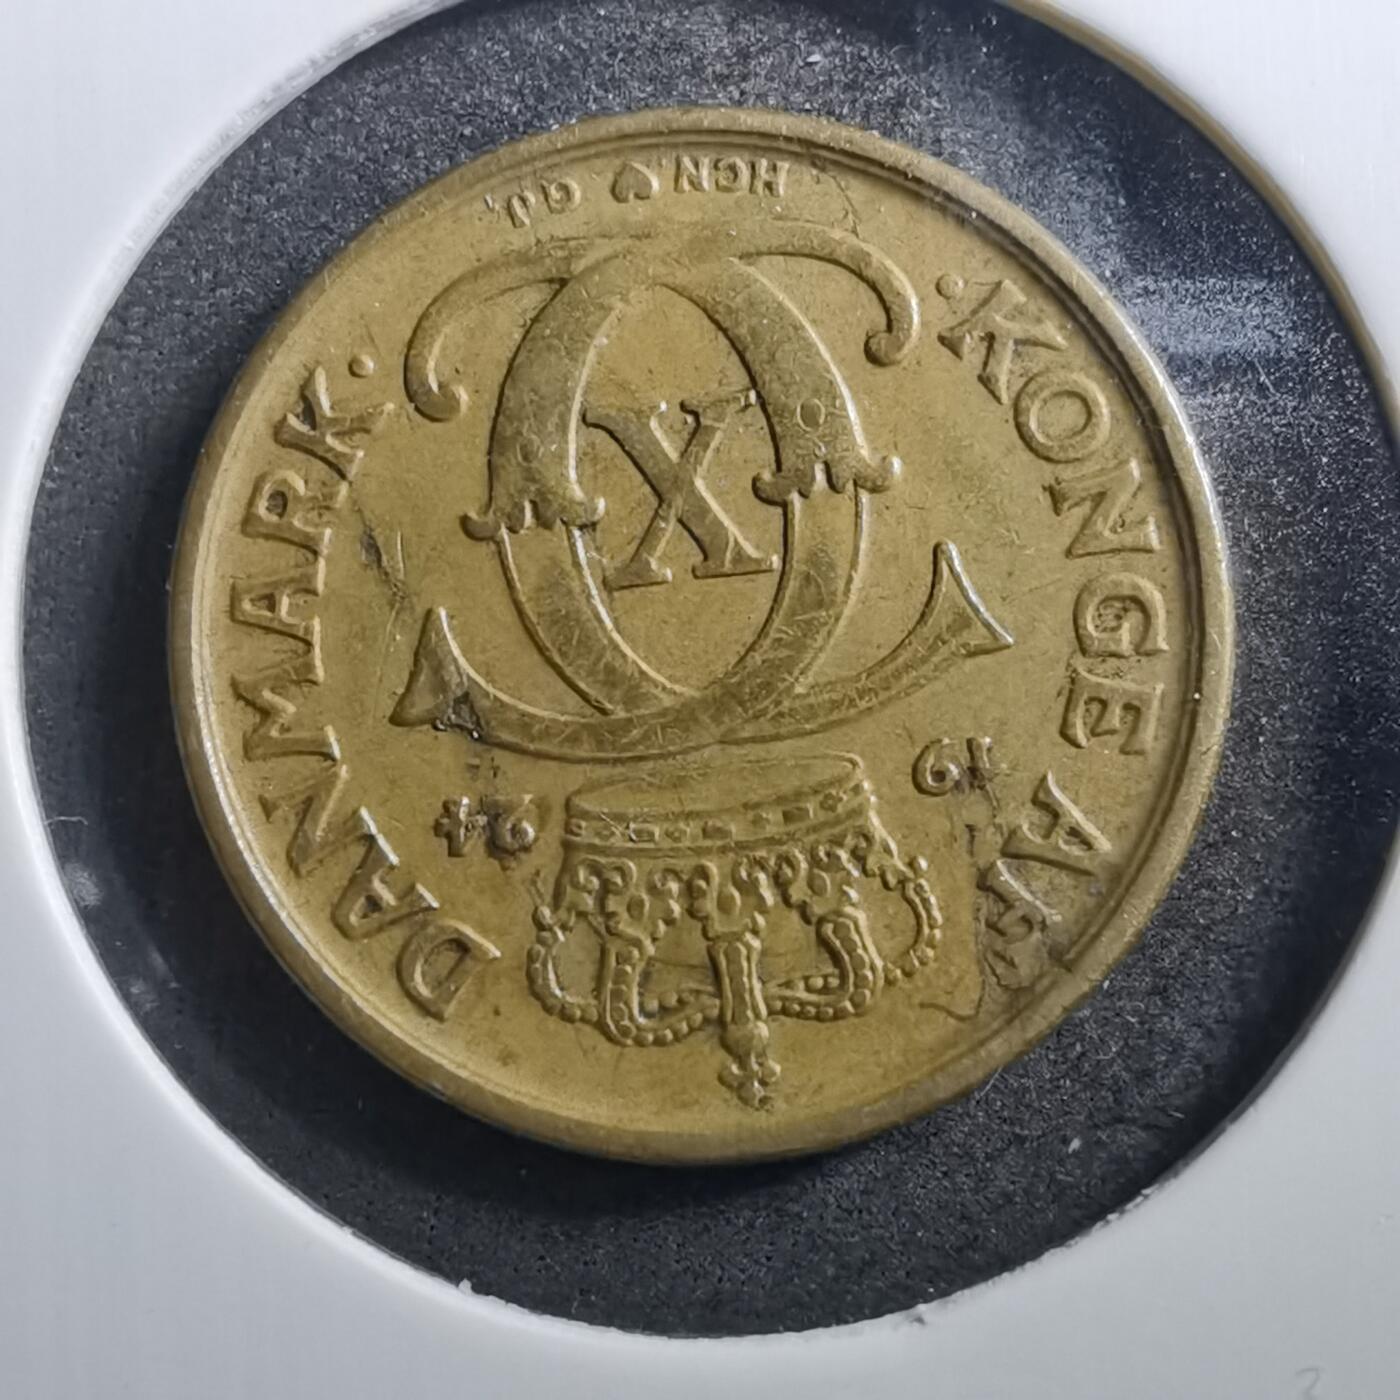 ·KONGE AF DANMARK·
19 24
X
HCN ♥ GJ.